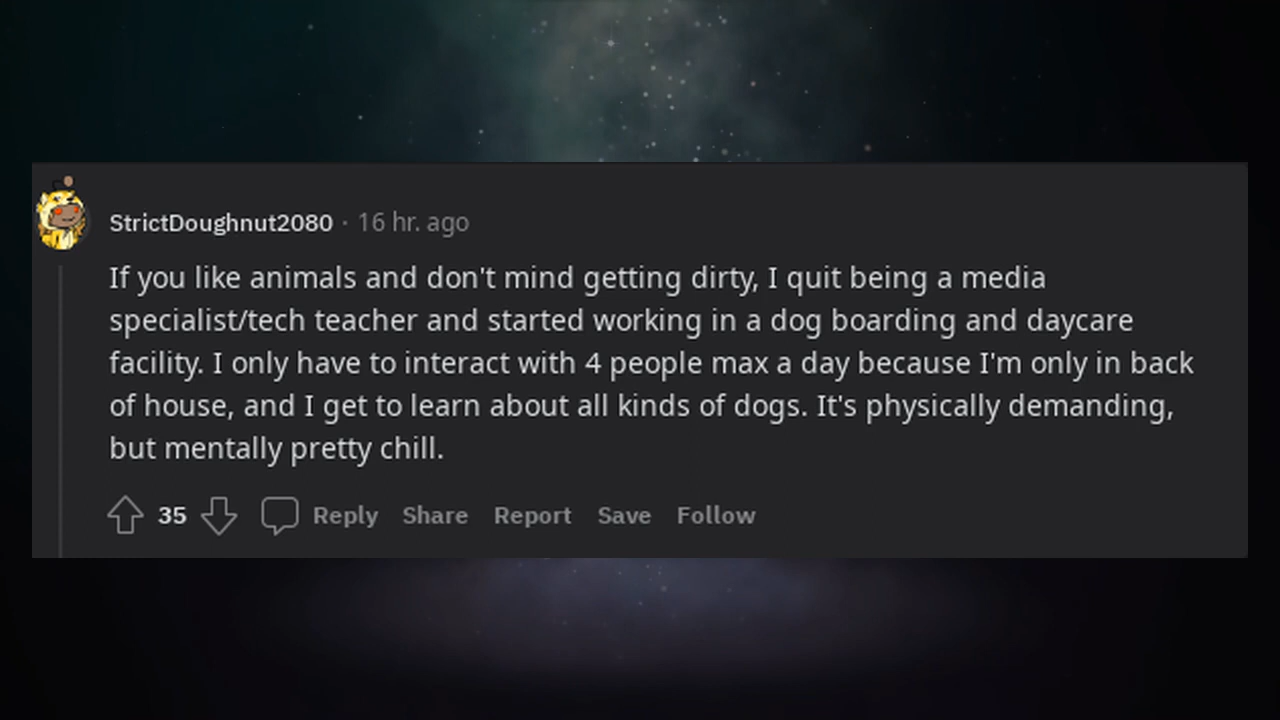 StrictDoughnut2080 · 16 hr. ago
If you like animals and don't mind getting dirty, I quit being a media
specialist/tech teacher and started working in a dog boarding and daycare
facility. I only have to interact with 4 people max a day because I'm only in back
of house, and I get to learn about all kinds of dogs. It's physically demanding,
but mentally pretty chill.
35 Reply Share Report Save Follow